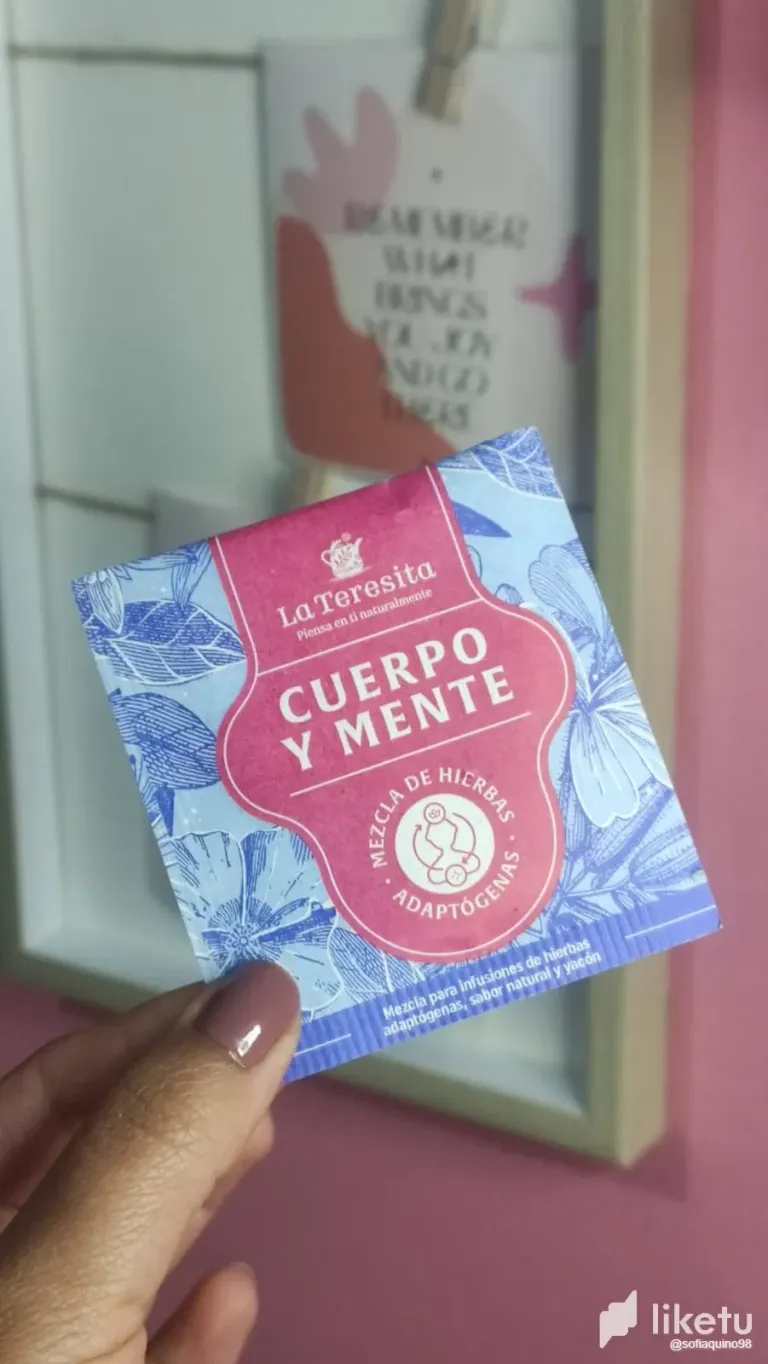 REMEMBER
WHAT
BRINGS
YOU JOY
AND GO
THERE
La Teresita
Piensa en ti naturalmente
CUERPO
Y MENTE
MEZCLA DE HIERBAS
ADAPTÓGENAS
Mezcla para infusiones de hierbas
adaptógenas, sabor natural y yacón
liketu
@sofiaquino98